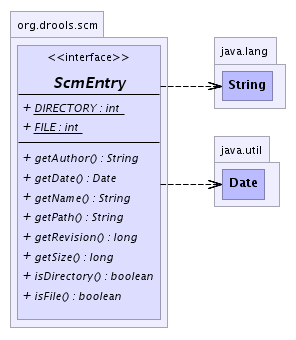 org.drools.scm
<<interface>>
ScmEntry
+ DIRECTORY : int
+ FILE : int
+ getAuthor() : String
+ getDate() : Date
+ getName() : String
+ getPath() : String
+ getRevision() : long
+ getSize() : long
+ isDirectory() : boolean
+ isFile() : boolean
java.lang
String
java.util
Date